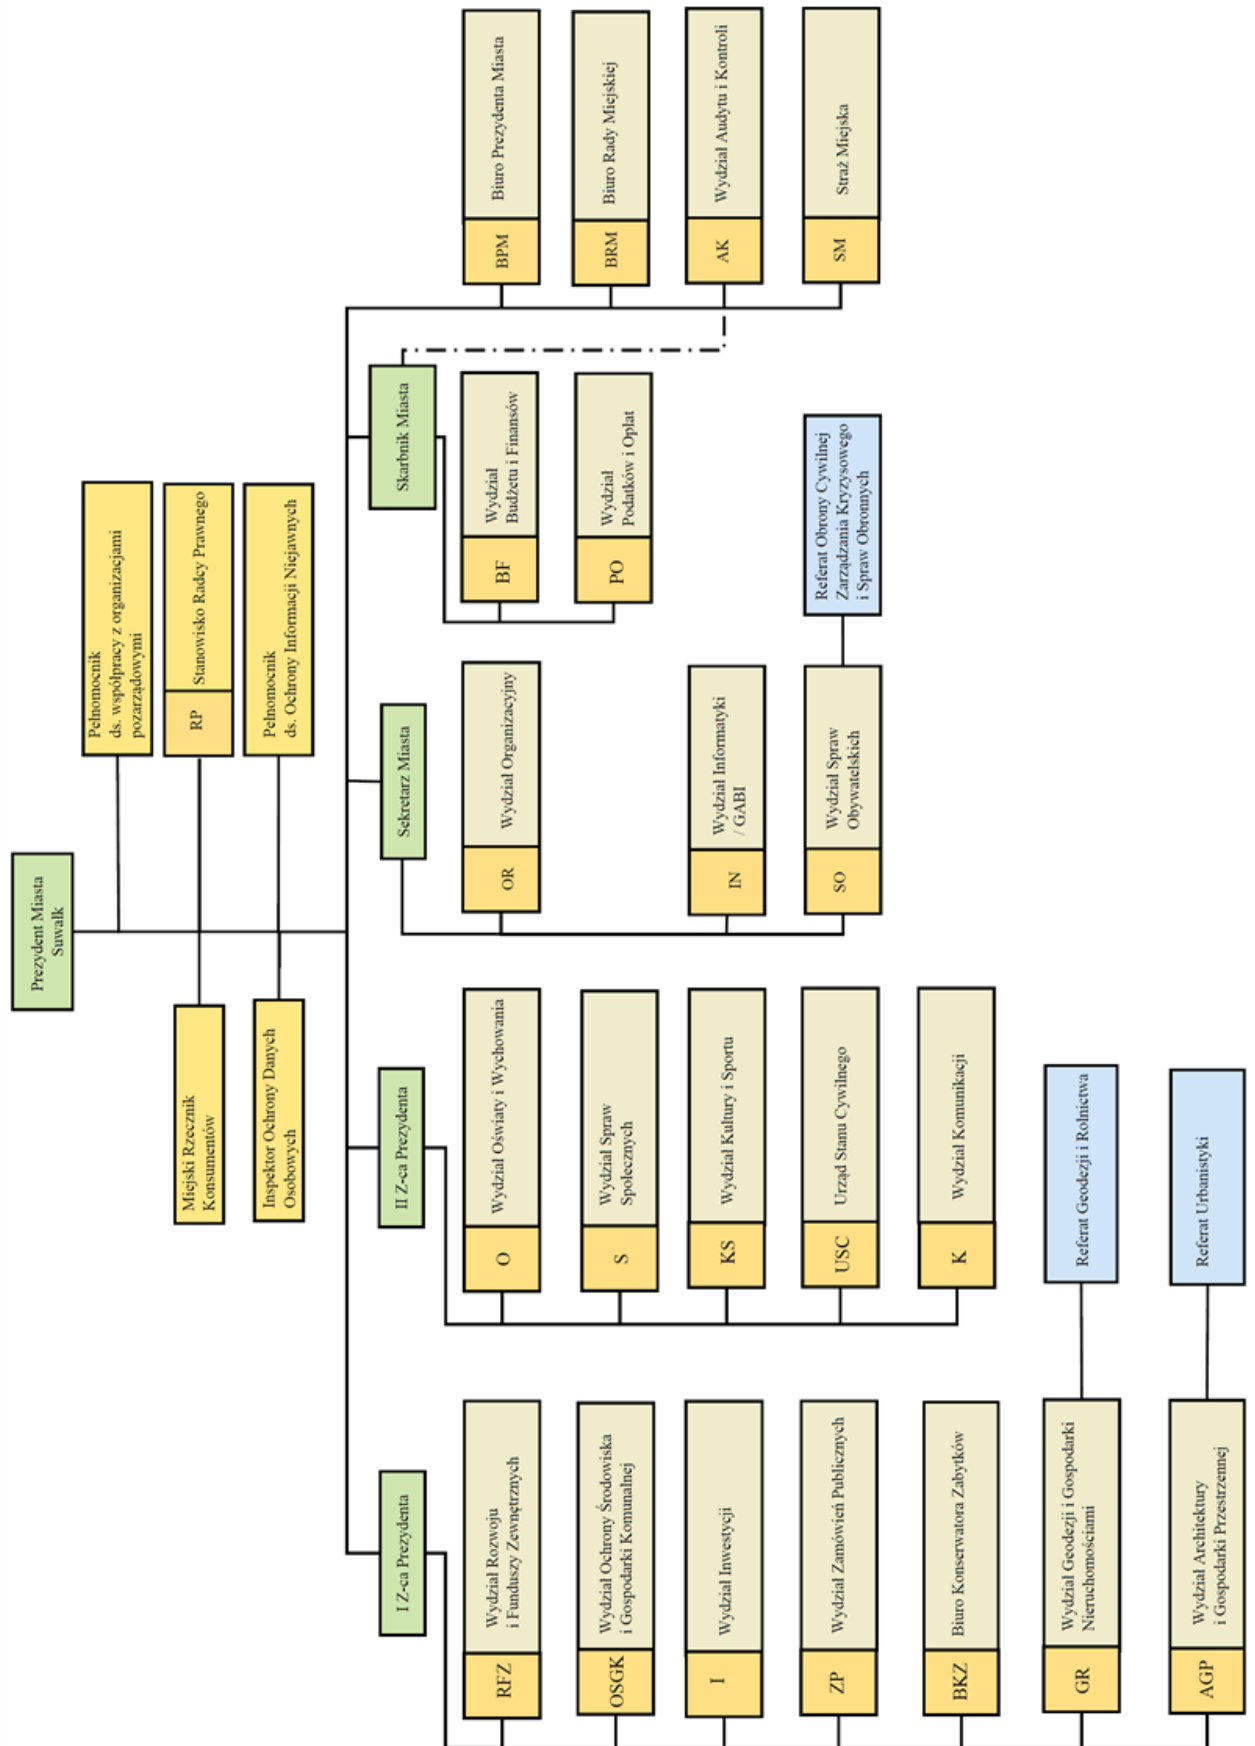 Prezydent Miasta
Suwałk
Pełnomocnik
ds. współpracy z organizacjami
pozarządowymi
RP
Stanowisko Radcy Prawnego
Pełnomocnik
ds. Ochrony Informacji Niejawnych
Miejski Rzecznik
Konsumentów
Inspektor Ochrony Danych
Osobowych
I Z-ca Prezydenta
RFZ
Wydział Rozwoju
i Funduszy Zewnętrznych
OSGK
Wydział Ochrony Środowiska
i Gospodarki Komunalnej
I
Wydział Inwestycji
ZP
Wydział Zamówień Publicznych
BKZ
Biuro Konserwatora Zabytków
GR
Wydział Geodezji i Gospodarki
Nieruchomościami
Referat Geodezji i Rolnictwa
AGP
Wydział Architektury
i Gospodarki Przestrzennej
Referat Urbanistyki
II Z-ca Prezydenta
O
Wydział Oświaty i Wychowania
S
Wydział Spraw
Społecznych
KS
Wydział Kultury i Sportu
USC
Urząd Stanu Cywilnego
K
Wydział Komunikacji
Sekretarz Miasta
OR
Wydział Organizacyjny
IN
Wydział Informatyki
/ GABI
SO
Wydział Spraw
Obywatelskich
Referat Obrony Cywilnej
Zarządzania Kryzysowego
i Spraw Obronnych
Skarbnik Miasta
BF
Wydział
Budżetu i Finansów
PO
Wydział
Podatków i Opłat
BPM
Biuro Prezydenta Miasta
BRM
Biuro Rady Miejskiej
AK
Wydział Audytu i Kontroli
SM
Straż Miejska